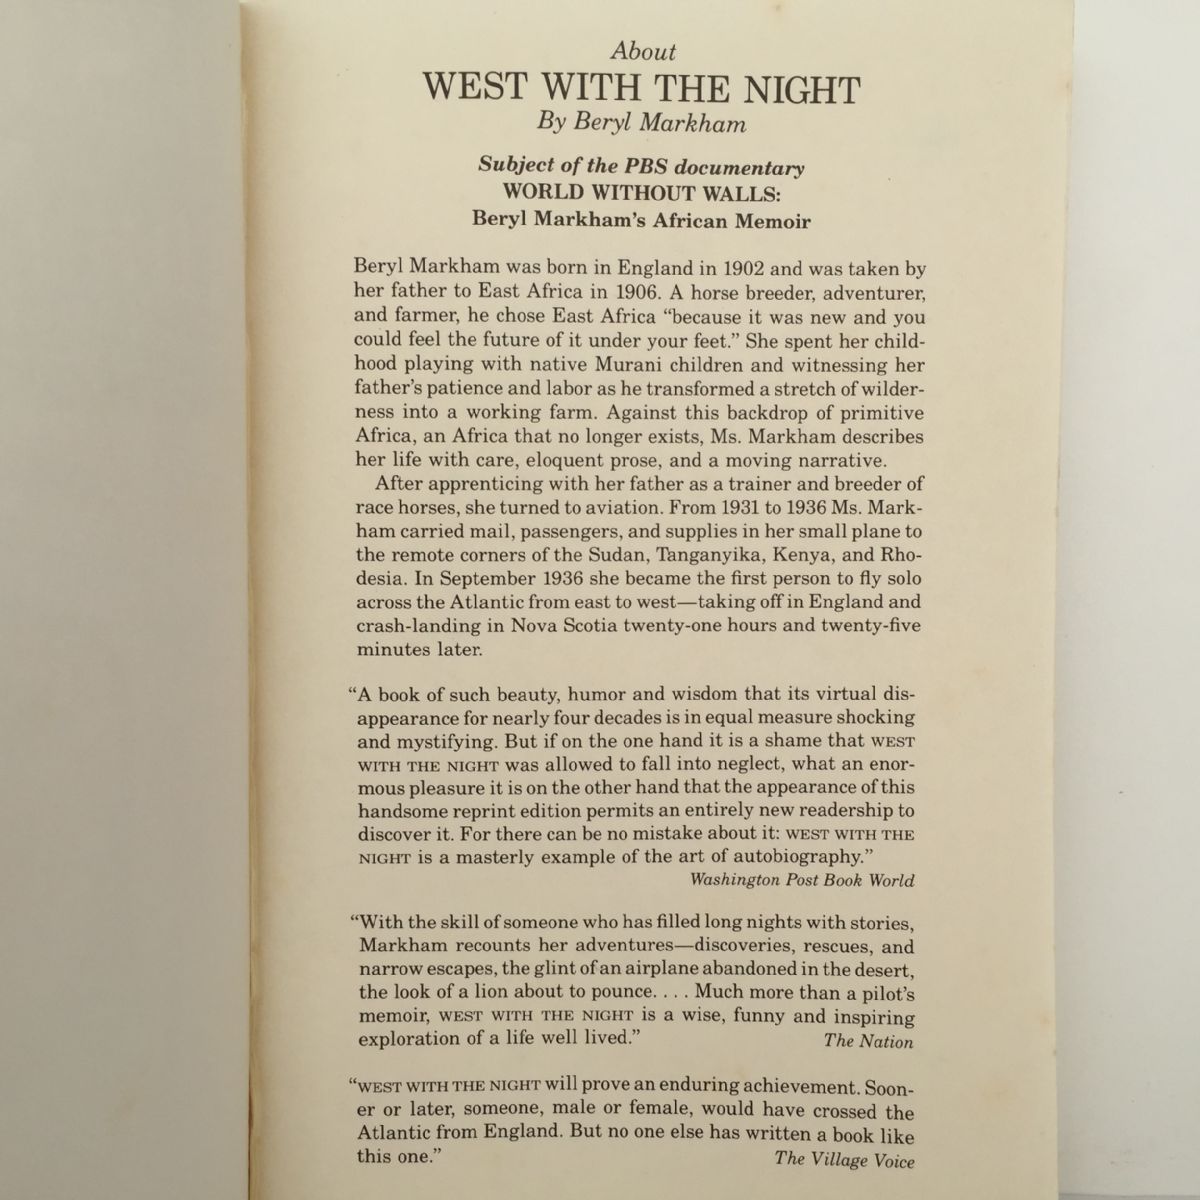 About
WEST WITH THE NIGHT
By Beryl Markham
Subject of the PBS documentary
WORLD WITHOUT WALLS:
Beryl Markham's African Memoir
Beryl Markham was born in England in 1902 and was taken by
her father to East Africa in 1906. A horse breeder, adventurer,
and farmer, he chose East Africa “because it was new and you
could feel the future of it under your feet.” She spent her child-
hood playing with native Murani children and witnessing her
father's patience and labor as he transformed a stretch of wilder-
ness into a working farm. Against this backdrop of primitive
Africa, an Africa that no longer exists, Ms. Markham describes
her life with care, eloquent prose, and a moving narrative.
After apprenticing with her father as a trainer and breeder of
race horses, she turned to aviation. From 1931 to 1936 Ms. Mark-
ham carried mail, passengers, and supplies in her small plane to
the remote corners of the Sudan, Tanganyika, Kenya, and Rho-
desia. In September 1936 she became the first person to fly solo
across the Atlantic from east to west—taking off in England and
crash-landing in Nova Scotia twenty-one hours and twenty-five
minutes later.
“A book of such beauty, humor and wisdom that its virtual dis-
appearance for nearly four decades is in equal measure shocking
and mystifying. But if on the one hand it is a shame that WEST
WITH THE NIGHT was allowed to fall into neglect, what an enor-
mous pleasure it is on the other hand that the appearance of this
handsome reprint edition permits an entirely new readership to
discover it. For there can be no mistake about it: WEST WITH THE
NIGHT is a masterly example of the art of autobiography.”
Washington Post Book World
“With the skill of someone who has filled long nights with stories,
Markham recounts her adventures—discoveries, rescues, and
narrow escapes, the glint of an airplane abandoned in the desert,
the look of a lion about to pounce. . . . Much more than a pilot's
memoir, WEST WITH THE NIGHT is a wise, funny and inspiring
exploration of a life well lived.” The Nation
“WEST WITH THE NIGHT will prove an enduring achievement. Soon-
er or later, someone, male or female, would have crossed the
Atlantic from England. But no one else has written a book like
this one.” The Village Voice